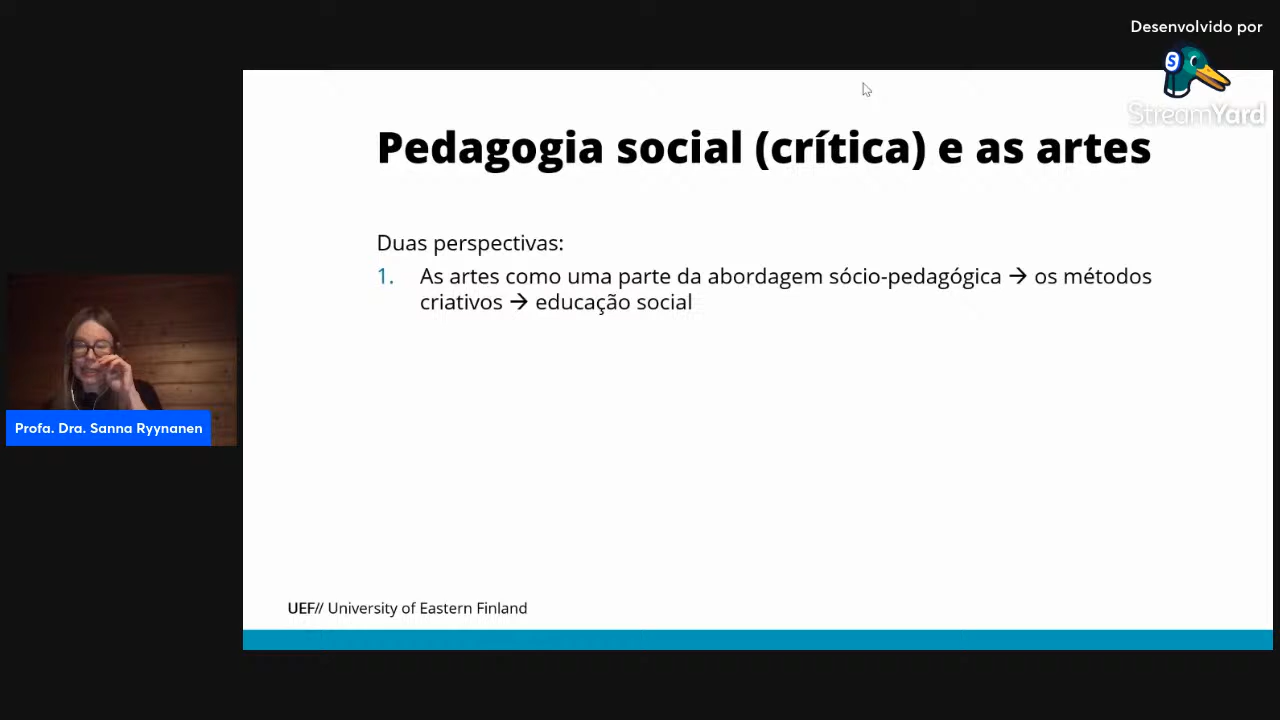 Desenvolvido por
S
StreamYard
Pedagogia social (crítica) e as artes
Duas perspectivas:
1. As artes como uma parte da abordagem sócio-pedagógica → os métodos
criativos → educação social
Profa. Dra. Sanna Ryynanen
UEF// University of Eastern Finland